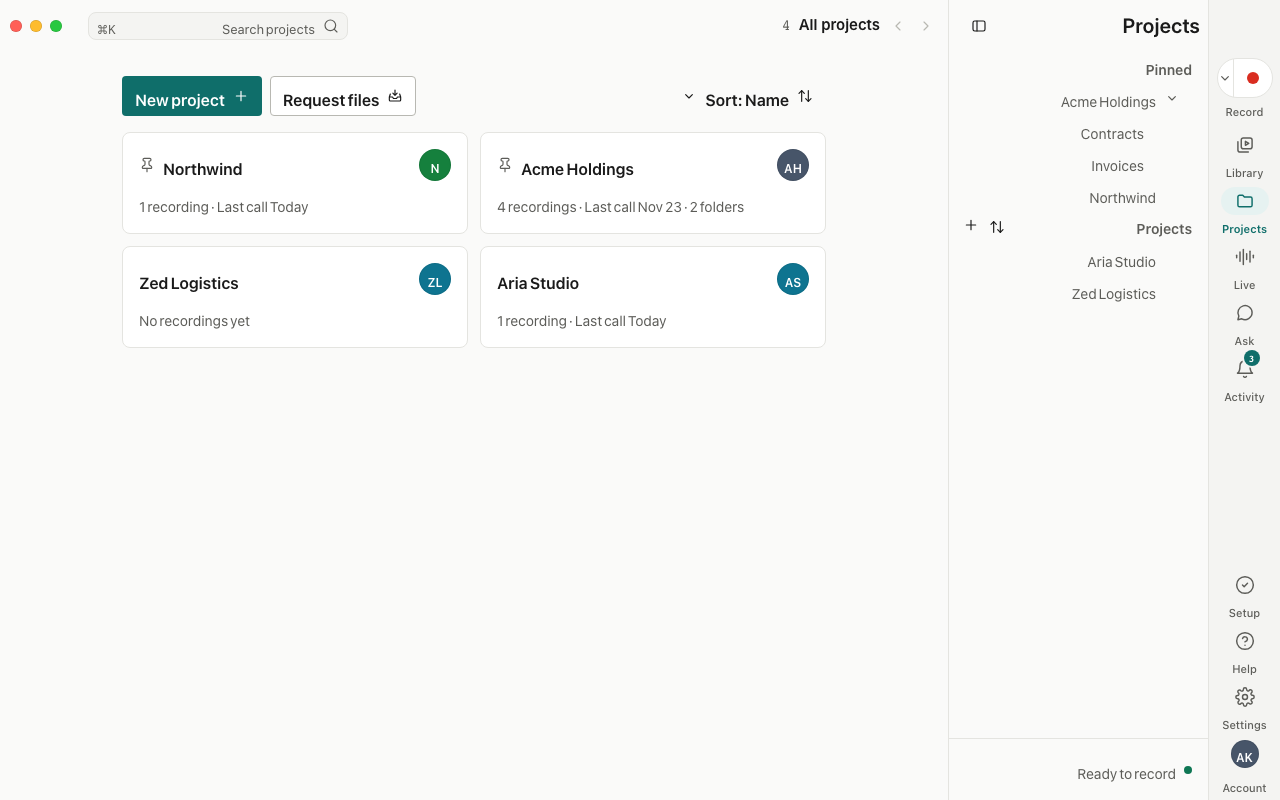 ⌘K Search projects
4 All projects
New project
Request files
Sort: Name
Northwind
N
1 recording · Last call Today
Acme Holdings
AH
4 recordings · Last call Nov 23 · 2 folders
Zed Logistics
ZL
No recordings yet
Aria Studio
AS
1 recording · Last call Today
Projects
Pinned
Acme Holdings
Contracts
Invoices
Northwind
Projects
Aria Studio
Zed Logistics
Ready to record
Record
Library
Projects
Live
Ask
3
Activity
Setup
Help
Settings
AK
Account